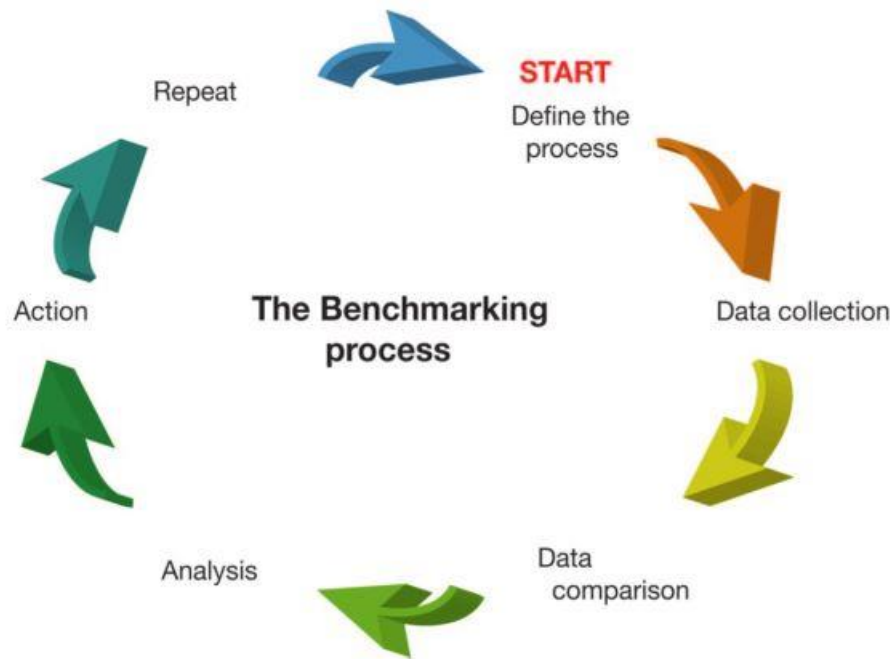 START
Define the
process
Data collection
Data
comparison
Analysis
Action
Repeat
The Benchmarking
process